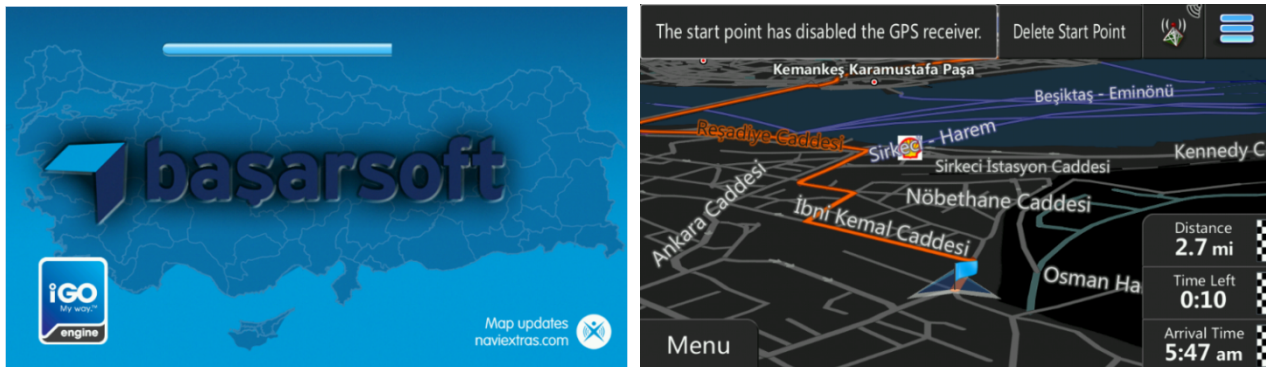 başarsoft
iGO
My way.™
engine
Map updates
naviextras.com
The start point has disabled the GPS receiver.
Delete Start Point
Kemankeş Karamustafa Paşa
Beşiktaş - Eminönü
Reşadiye Caddesi
Sirkeci - Harem
Kennedy C
Sirkeci İstasyon Caddesi
Ankara Caddesi
Nöbethane Caddesi
İbni Kemal Caddesi
Osman Ha
Distance
2.7 mi
Time Left
0:10
Arrival Time
5:47 am
Menu